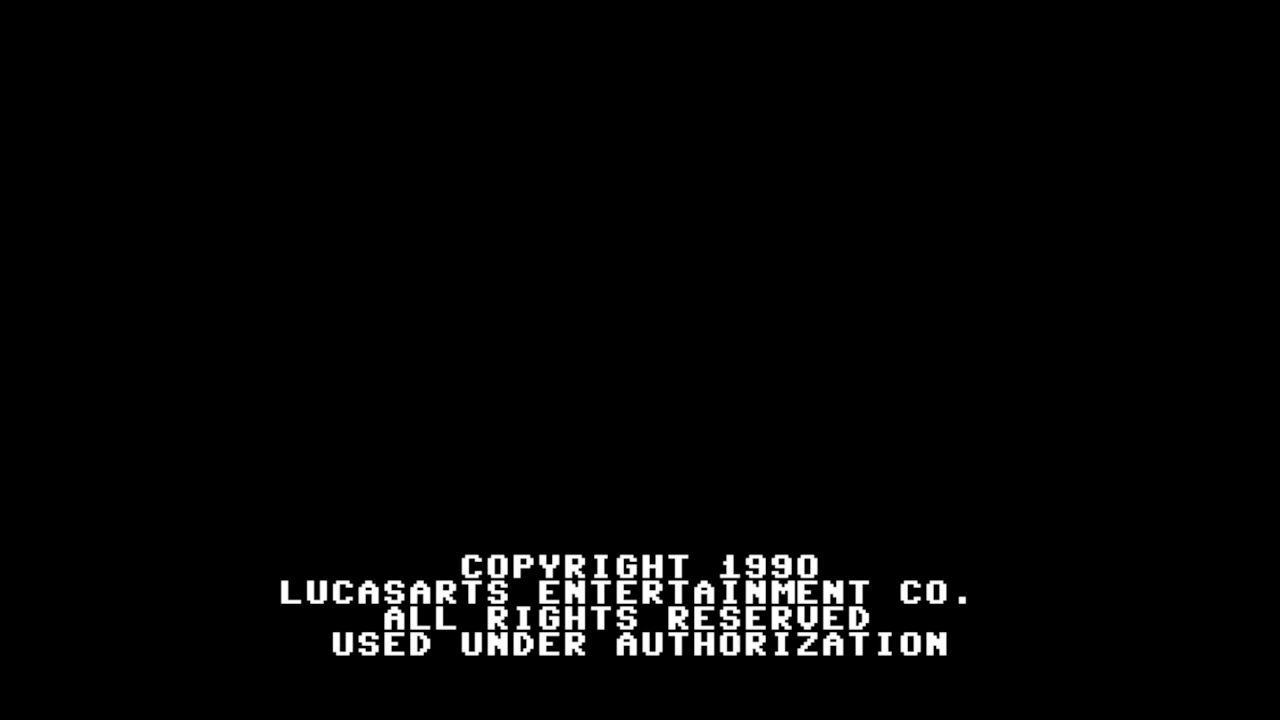 COPYRIGHT 1990
LUCASARTS ENTERTAINMENT CO.
ALL RIGHTS RESERVED
USED UNDER AUTHORIZATION